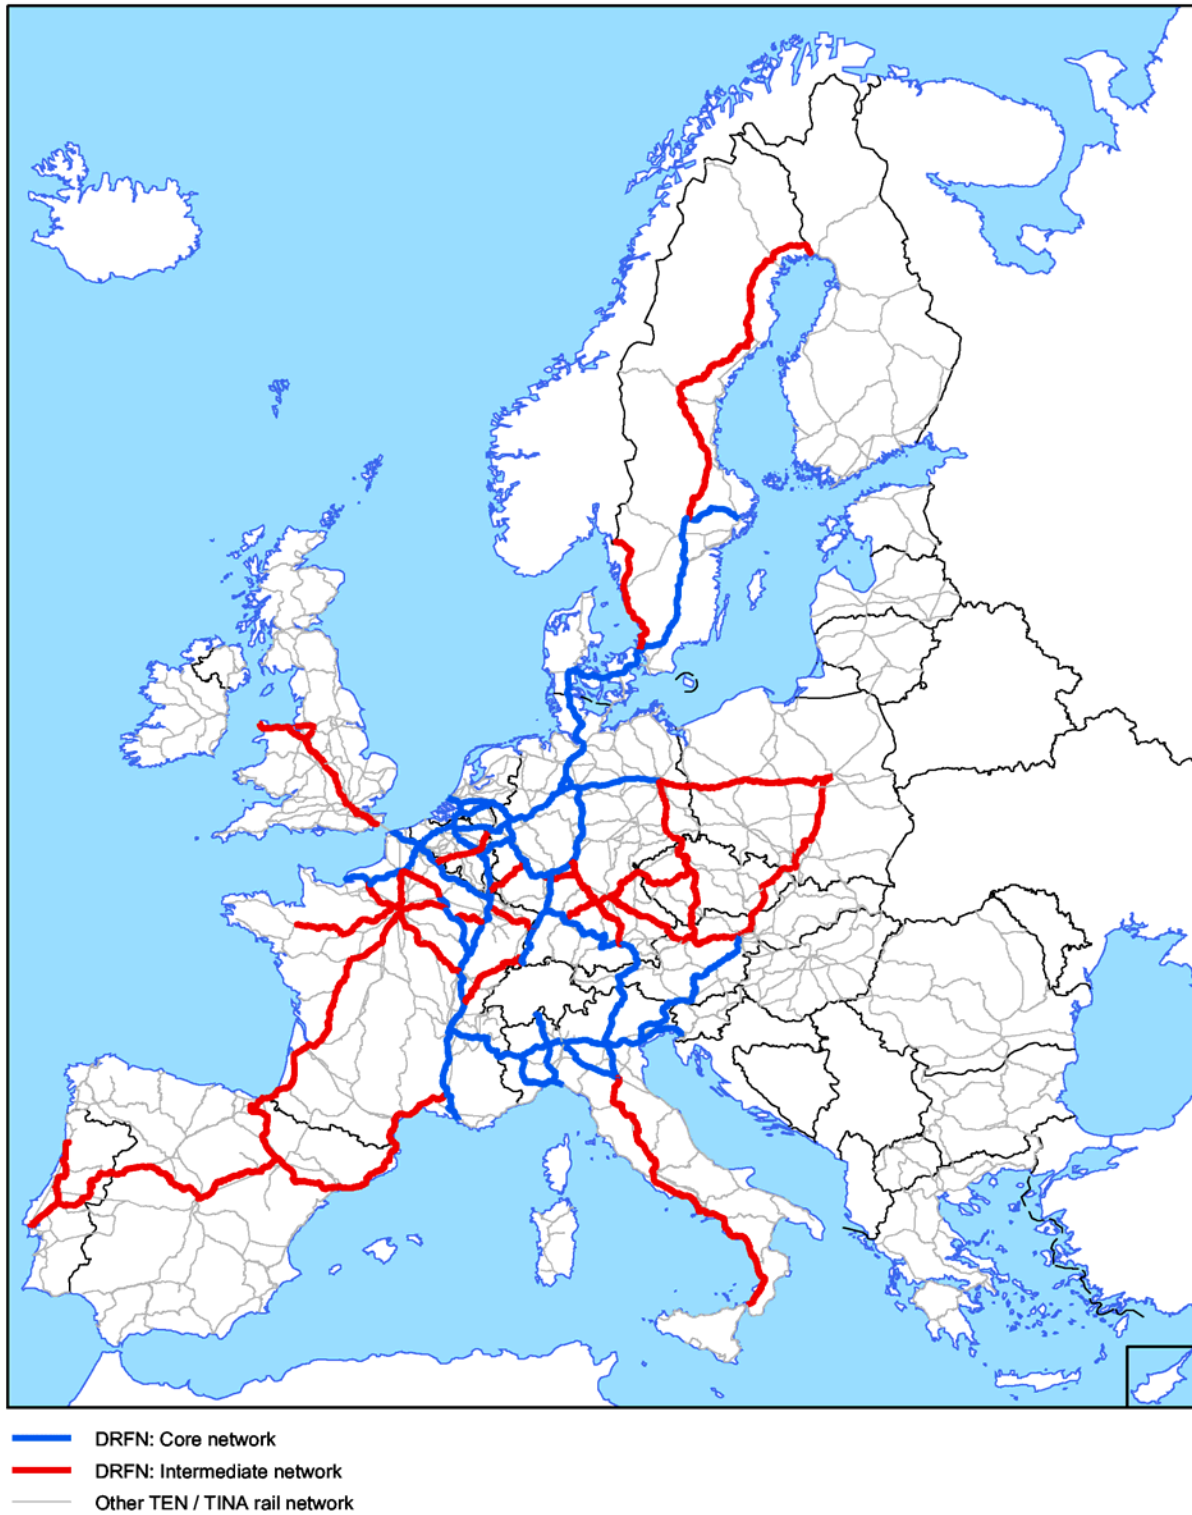 DRFN: Core network
DRFN: Intermediate network
Other TEN / TINA rail network